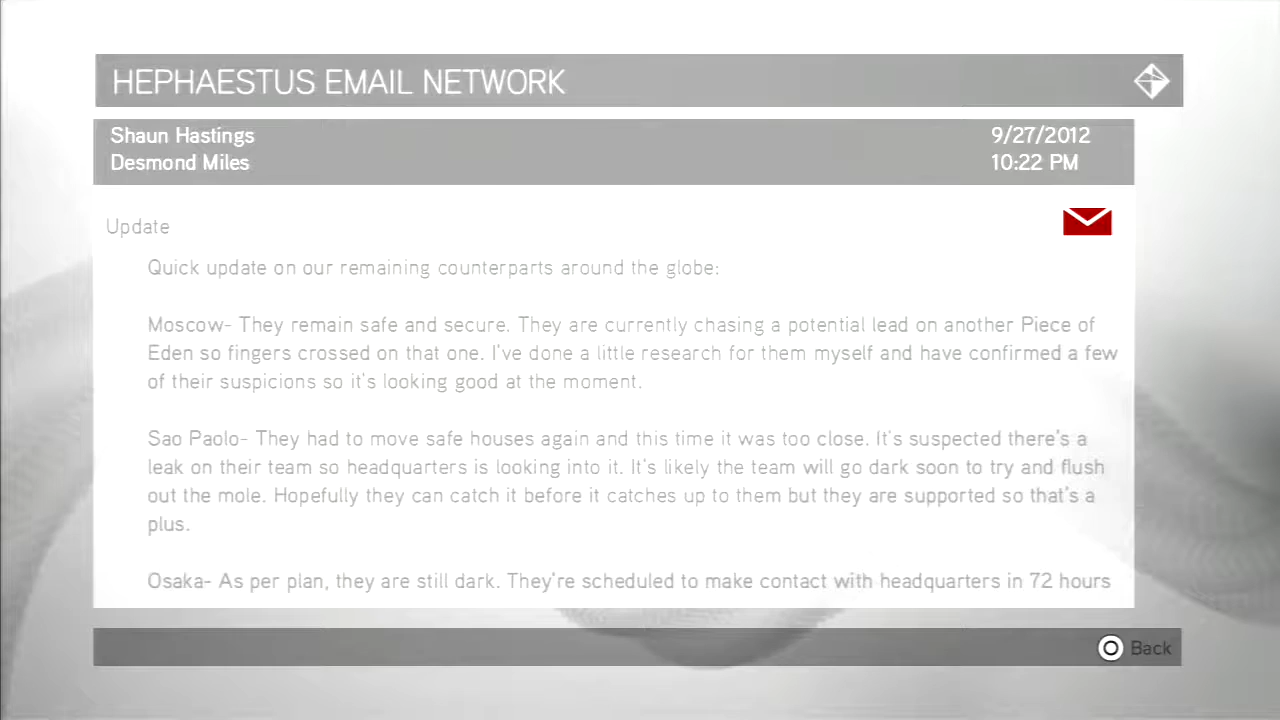 HEPHAESTUS EMAIL NETWORK
Shaun Hastings
9/27/2012
Desmond Miles
10:22 PM
Update
Quick update on our remaining counterparts around the globe:
Moscow- They remain safe and secure. They are currently chasing a potential lead on another Piece of
Eden so fingers crossed on that one. I've done a little research for them myself and have confirmed a few
of their suspicions so it's looking good at the moment.
Sao Paolo- They had to move safe houses again and this time it was too close. It's suspected there's a
leak on their team so headquarters is looking into it. It's likely the team will go dark soon to try and flush
out the mole. Hopefully they can catch it before it catches up to them but they are supported so that's a
plus.
Osaka- As per plan, they are still dark. They're scheduled to make contact with headquarters in 72 hours
Back